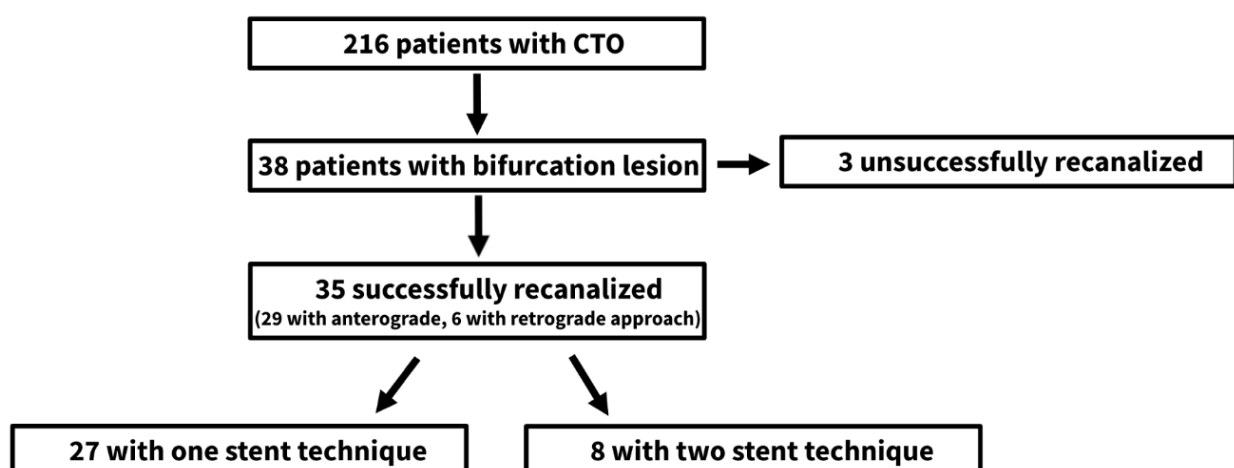 216 patients with CTO
38 patients with bifurcation lesion
3 unsuccessfully recanalized
35 successfully recanalized
(29 with anterograde, 6 with retrograde approach)
27 with one stent technique
8 with two stent technique